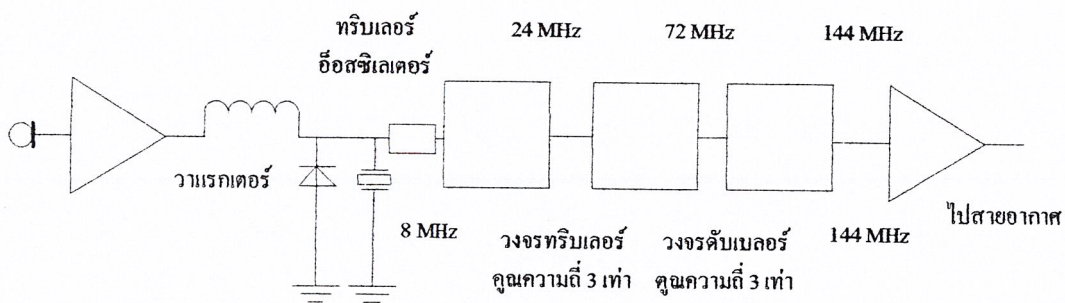 ทริบเลอร์
อ็อสซิเลเตอร์
24 MHz
72 MHz
144 MHz
วาแรกเตอร์
8 MHz
วงจรทริบเลอร์
คูณความถี่ 3 เท่า
วงจรดับเบลอร์
คูณความถี่ 3 เท่า
144 MHz
ไปสายอากาศ